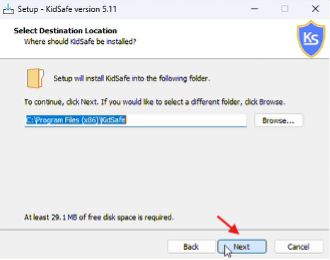 Setup - KidSafe version 5.11
Select Destination Location
Where should KidSafe be installed?
KS
Setup will install KidSafe into the following folder.
To continue, click Next. If you would like to select a different folder, click Browse.
C:\Program Files (x86)\KidSafe
Browse...
At least 29.1 MB of free disk space is required.
Back
Next
Cancel